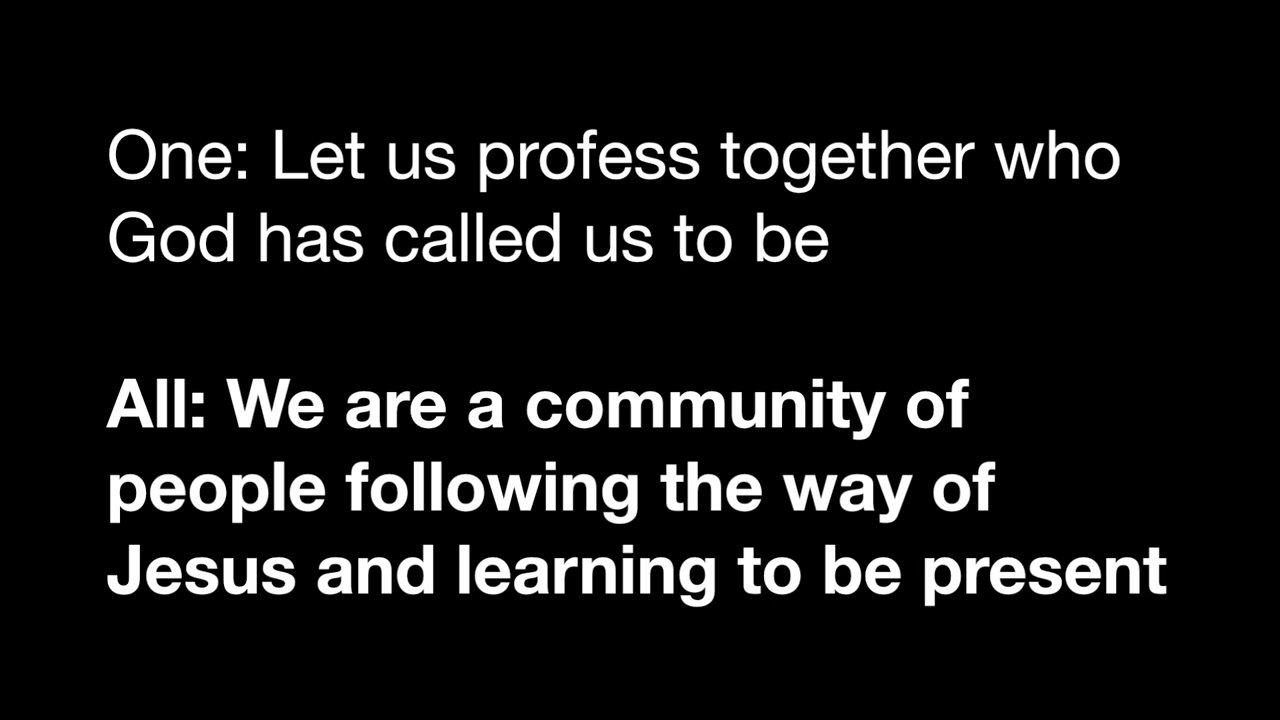 One: Let us profess together who
God has called us to be
All: We are a community of
people following the way of
Jesus and learning to be present